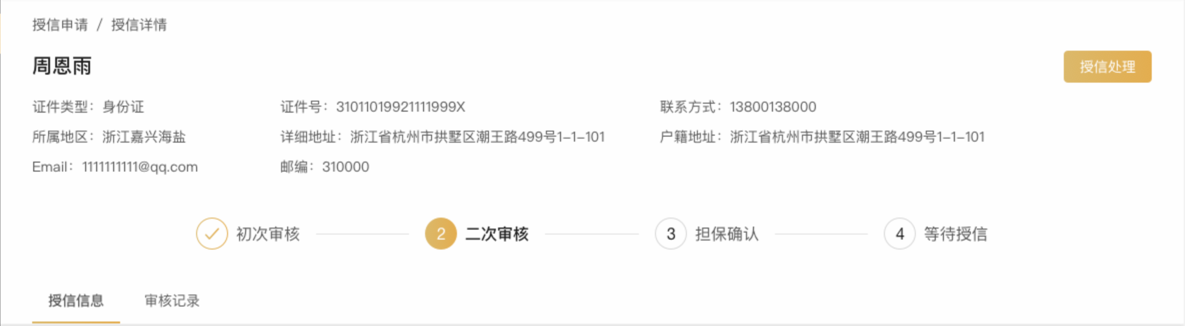 授信申请 / 授信详情
周恩雨
授信处理
证件类型：身份证 证件号：31011019921111999X 联系方式：13800138000
所属地区：浙江嘉兴海盐 详细地址：浙江省杭州市拱墅区潮王路499号1-1-101 户籍地址：浙江省杭州市拱墅区潮王路499号1-1-101
Email：1111111111@qq.com 邮编：310000
初次审核 2 二次审核 3 担保确认 4 等待授信
授信信息 审核记录